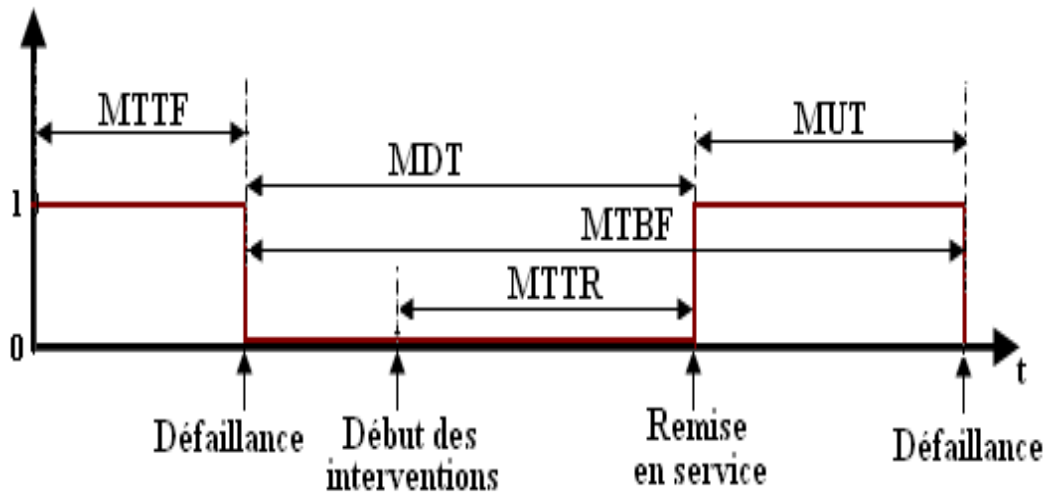 MTTF
MUT
MDT
1
MTBF
MTTR
0
t
Défaillance
Début des
interventions
Remise
en service
Défaillance